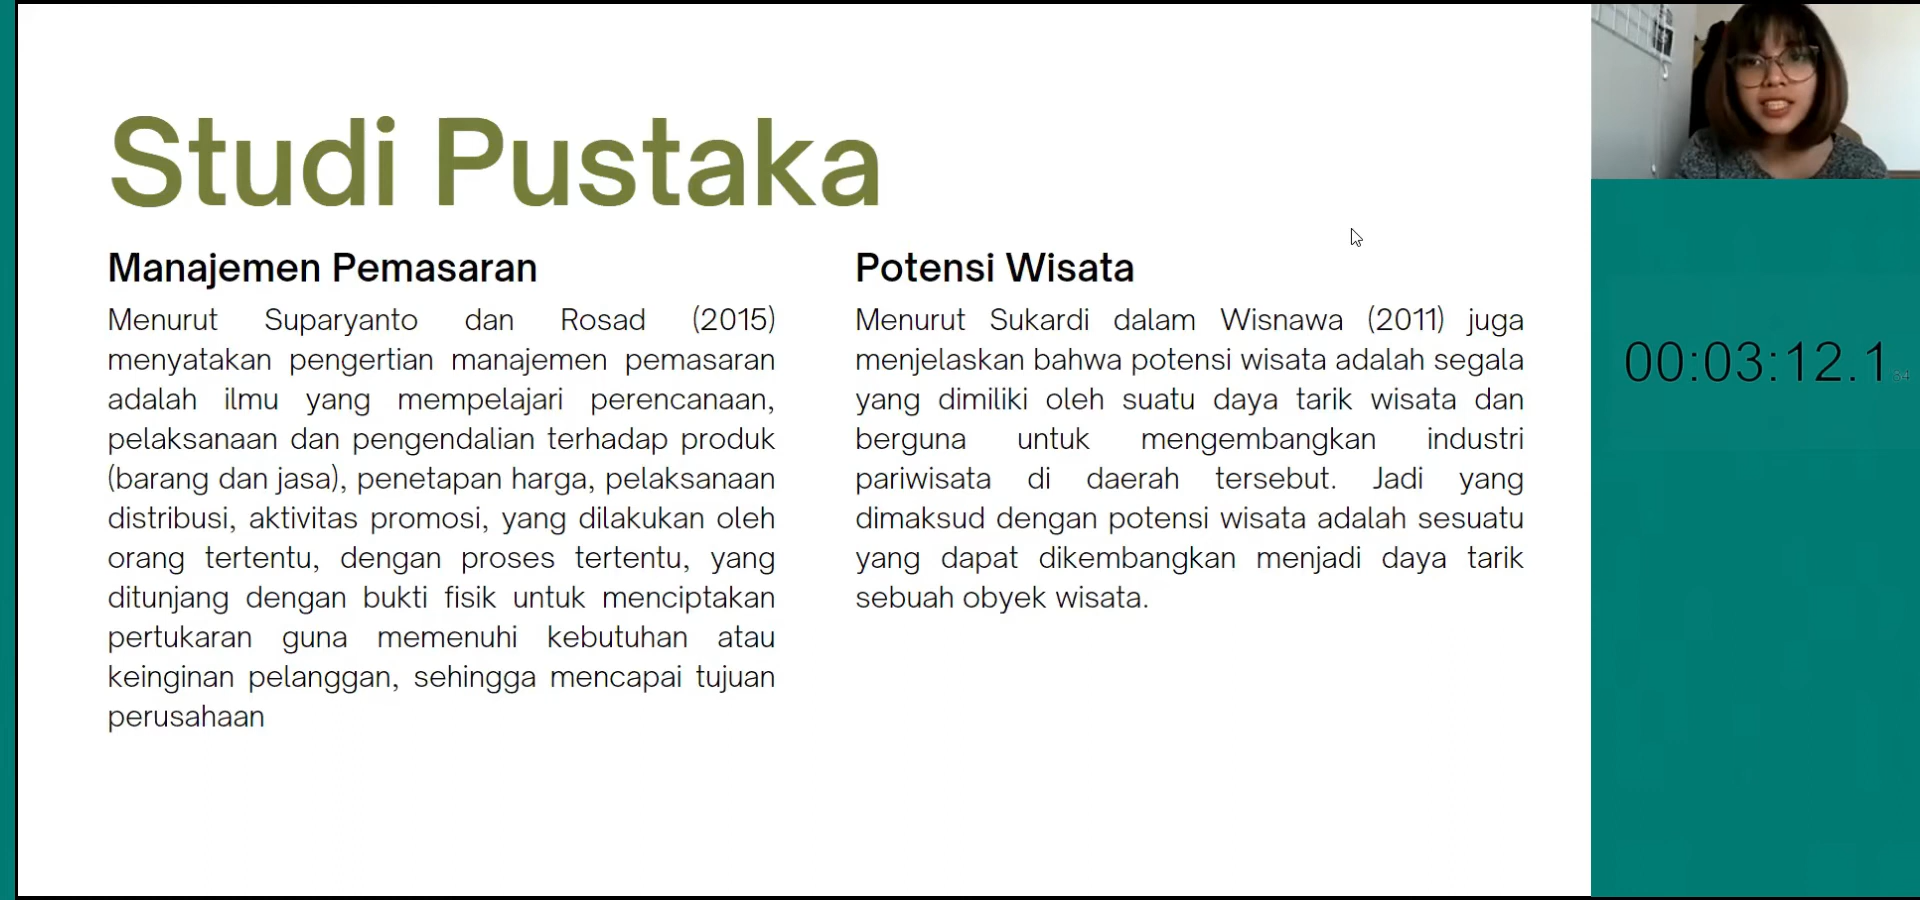 Studi Pustaka
Manajemen Pemasaran
Menurut Suparyanto dan Rosad (2015)
menyatakan pengertian manajemen pemasaran
adalah ilmu yang mempelajari perencanaan,
pelaksanaan dan pengendalian terhadap produk
(barang dan jasa), penetapan harga, pelaksanaan
distribusi, aktivitas promosi, yang dilakukan oleh
orang tertentu, dengan proses tertentu, yang
ditunjang dengan bukti fisik untuk menciptakan
pertukaran guna memenuhi kebutuhan atau
keinginan pelanggan, sehingga mencapai tujuan
perusahaan
Potensi Wisata
Menurut Sukardi dalam Wisnawa (2011) juga
menjelaskan bahwa potensi wisata adalah segala
yang dimiliki oleh suatu daya tarik wisata dan
berguna untuk mengembangkan industri
pariwisata di daerah tersebut. Jadi yang
dimaksud dengan potensi wisata adalah sesuatu
yang dapat dikembangkan menjadi daya tarik
sebuah obyek wisata.
00:03:12.1